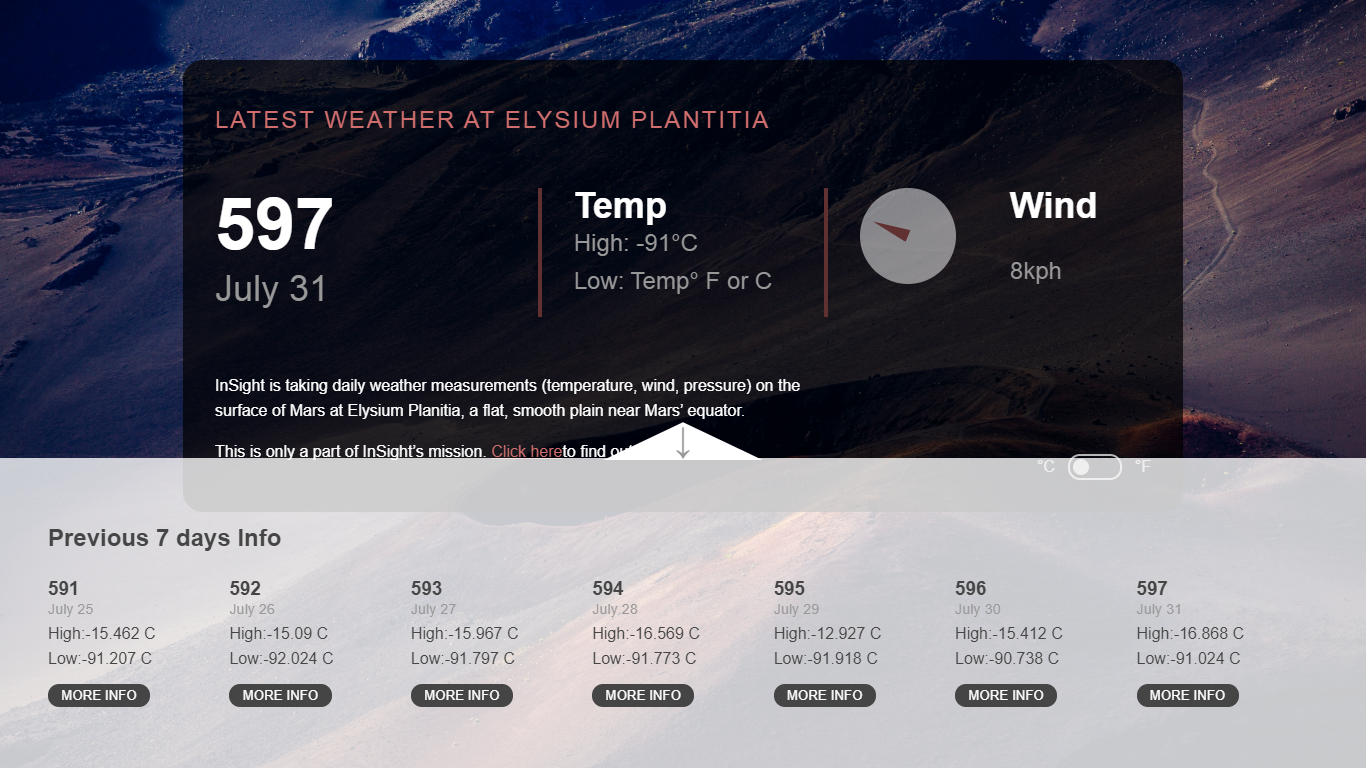 LATEST WEATHER AT ELYSIUM PLANTITIA
597
July 31
Temp
High: -91°C
Low: Temp° F or C
Wind
8kph
InSight is taking daily weather measurements (temperature, wind, pressure) on the
surface of Mars at Elysium Planitia, a flat, smooth plain near Mars’ equator.
This is only a part of InSight’s mission. Click hereto find out
°C
°F
Previous 7 days Info
591
July 25
High:-15.462 C
Low:-91.207 C
MORE INFO
592
July 26
High:-15.09 C
Low:-92.024 C
MORE INFO
593
July 27
High:-15.967 C
Low:-91.797 C
MORE INFO
594
July 28
High:-16.569 C
Low:-91.773 C
MORE INFO
595
July 29
High:-12.927 C
Low:-91.918 C
MORE INFO
596
July 30
High:-15.412 C
Low:-90.738 C
MORE INFO
597
July 31
High:-16.868 C
Low:-91.024 C
MORE INFO